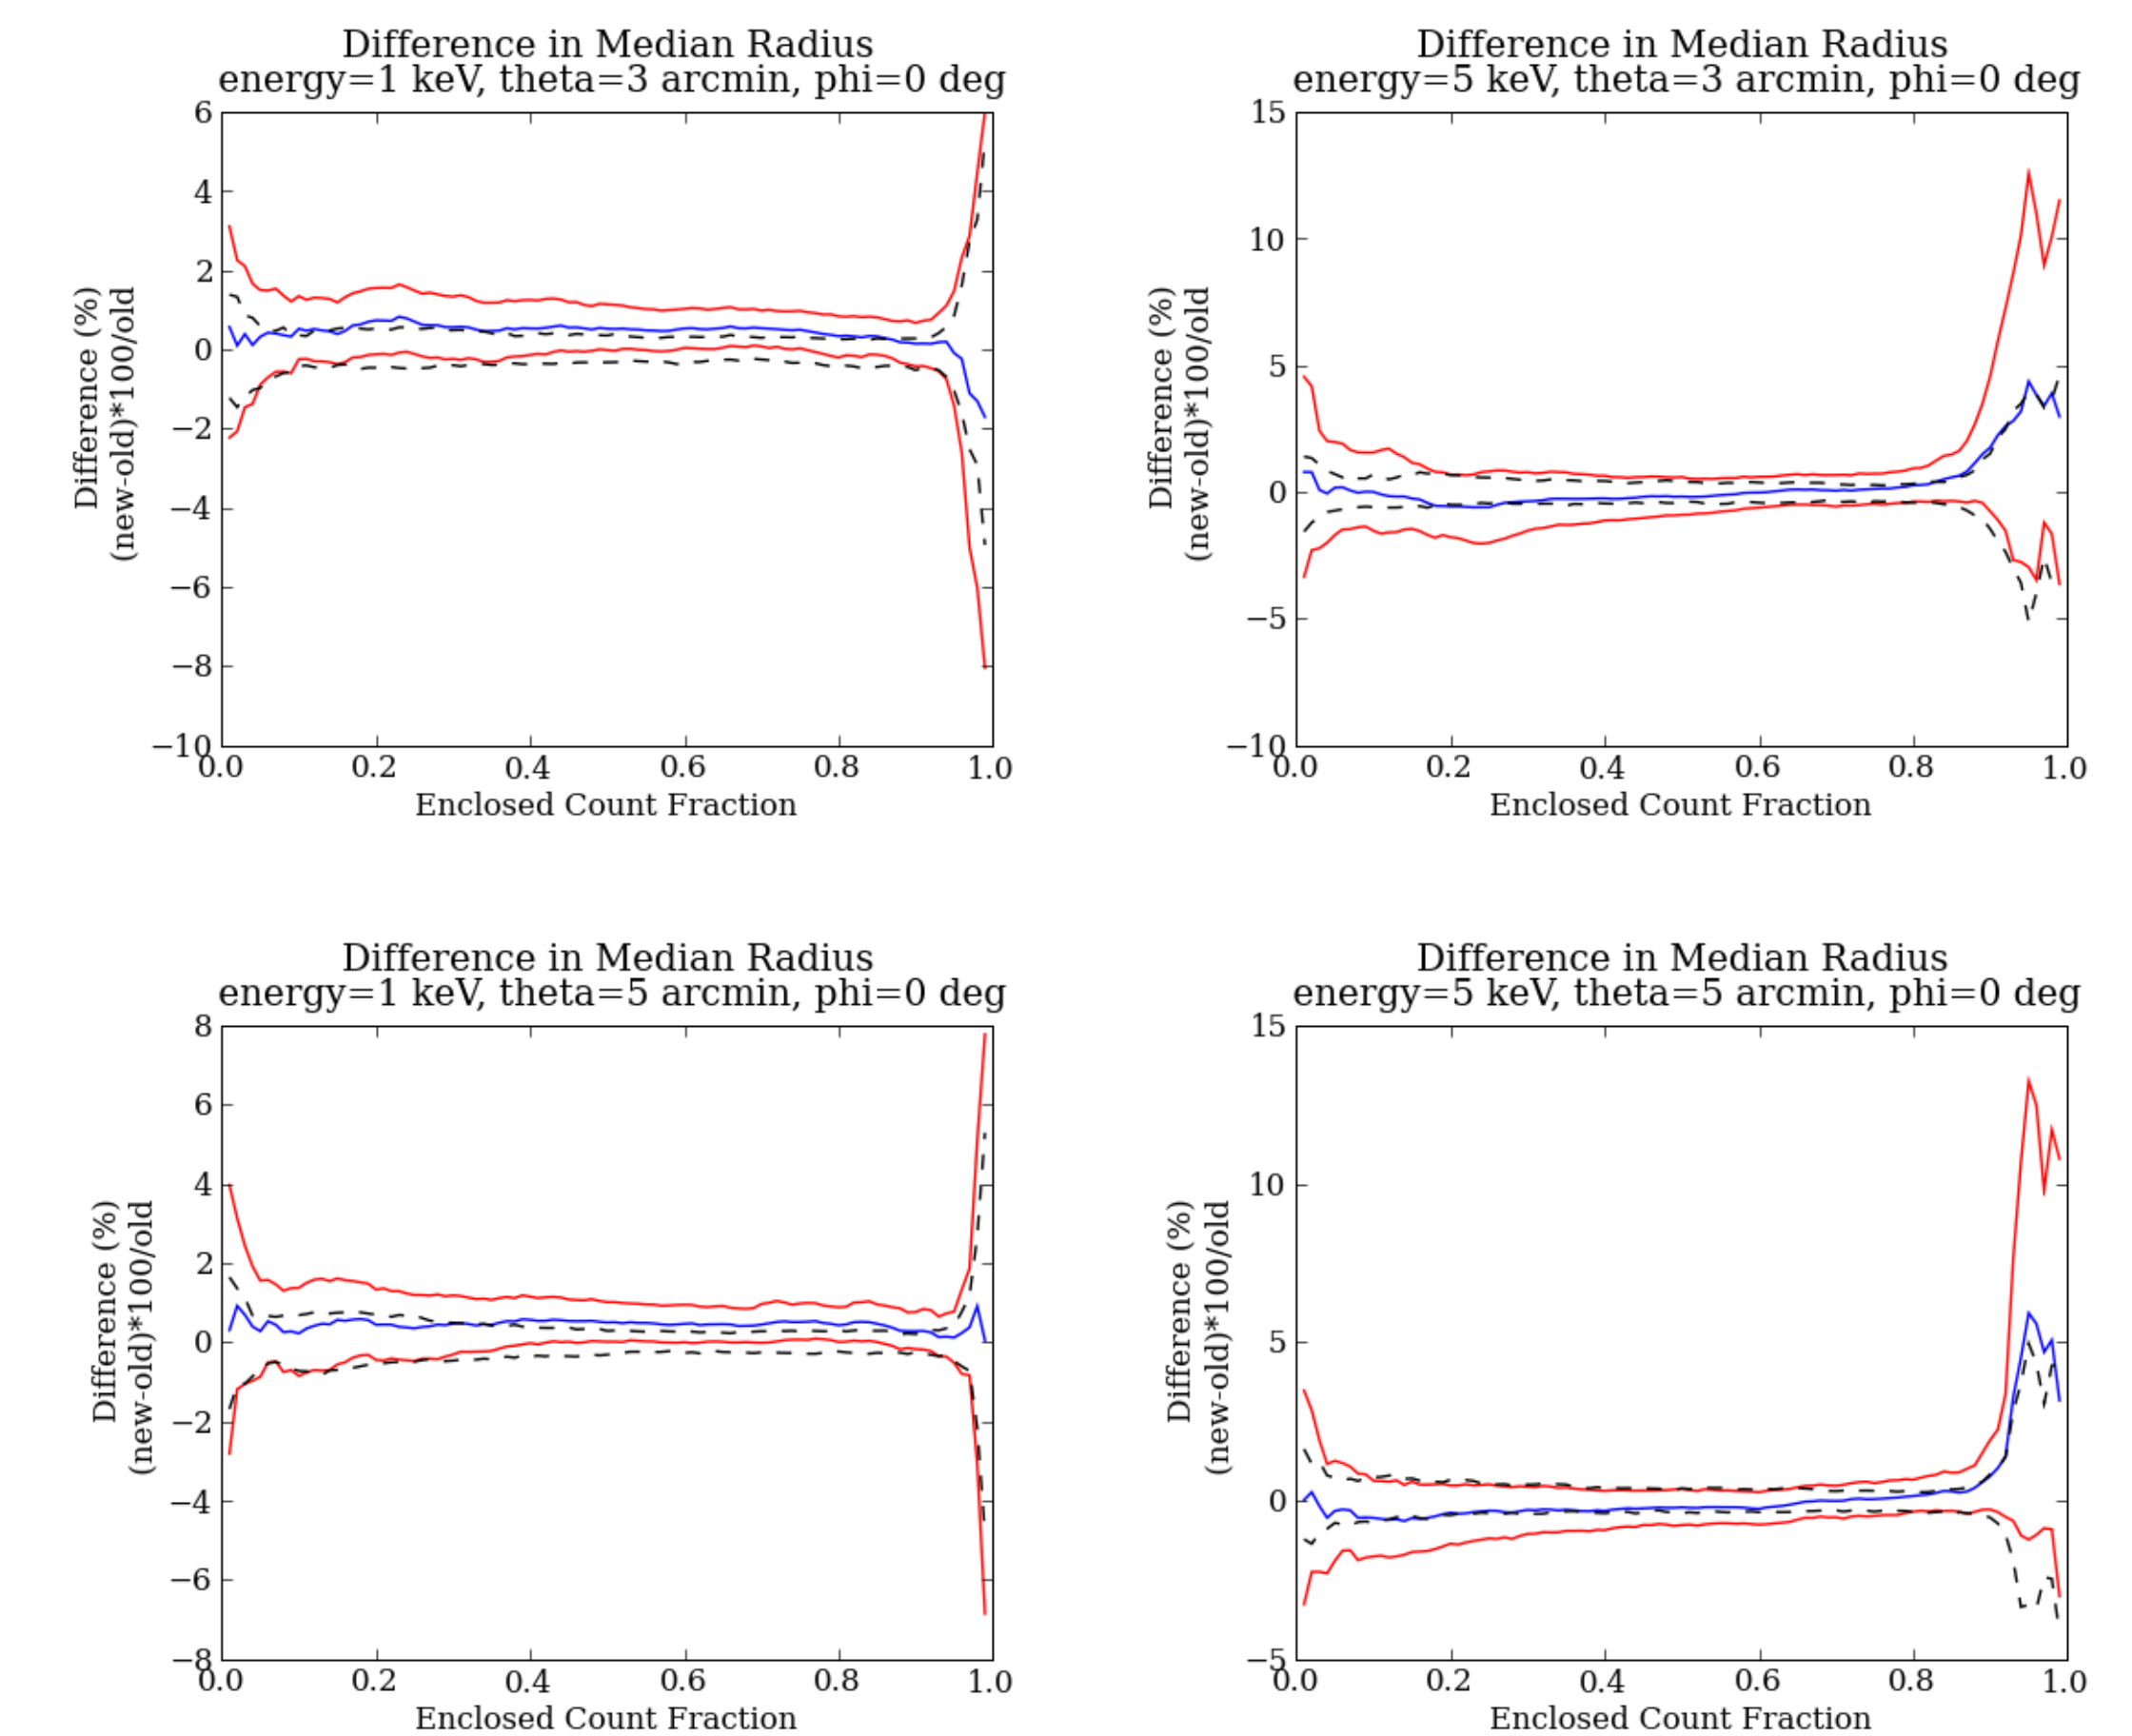 Difference in Median Radius
energy=1 keV, theta=3 arcmin, phi=0 deg
Difference (%)
(new-old)*100/old
6
4
2
0
−2
−4
−6
−8
−10
0.0 0.2 0.4 0.6 0.8 1.0
Enclosed Count Fraction
Difference in Median Radius
energy=5 keV, theta=3 arcmin, phi=0 deg
Difference (%)
(new-old)*100/old
15
10
5
0
−5
−10
0.0 0.2 0.4 0.6 0.8 1.0
Enclosed Count Fraction
Difference in Median Radius
energy=1 keV, theta=5 arcmin, phi=0 deg
Difference (%)
(new-old)*100/old
8
6
4
2
0
−2
−4
−6
−8
0.0 0.2 0.4 0.6 0.8 1.0
Enclosed Count Fraction
Difference in Median Radius
energy=5 keV, theta=5 arcmin, phi=0 deg
Difference (%)
(new-old)*100/old
15
10
5
0
−5
0.0 0.2 0.4 0.6 0.8 1.0
Enclosed Count Fraction